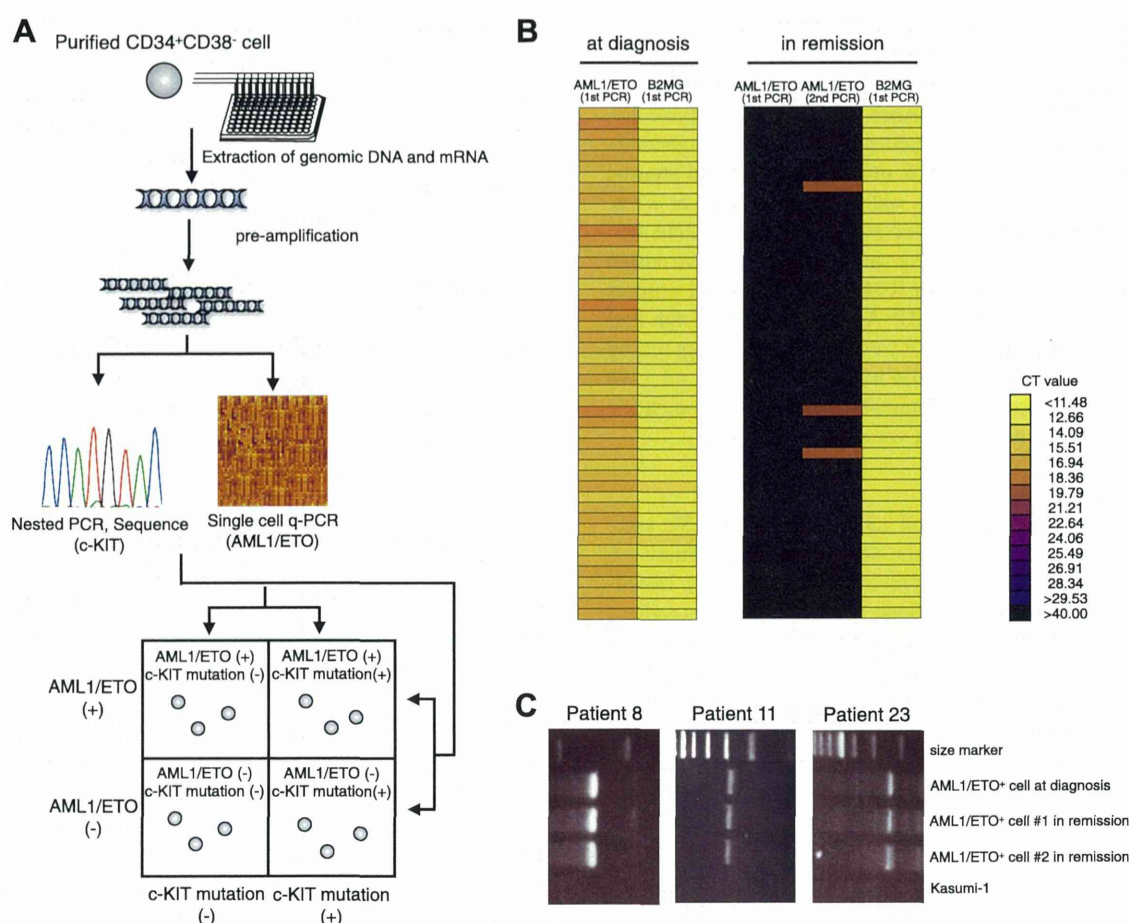 A
Purified CD34+CD38- cell
Extraction of genomic DNA and mRNA
pre-amplification
Nested PCR, Sequence
(c-KIT)
Single cell q-PCR
(AML1/ETO)
AML1/ETO
(+)
AML1/ETO (+)
c-KIT mutation (-)
AML1/ETO (+)
c-KIT mutation(+)
AML1/ETO
(-)
AML1/ETO (-)
c-KIT mutation (-)
AML1/ETO (-)
c-KIT mutation(+)
c-KIT mutation
(-)
c-KIT mutation
(+)
B
at diagnosis
in remission
AML1/ETO
(1st PCR)
B2MG
(1st PCR)
AML1/ETO
(1st PCR)
AML1/ETO
(2nd PCR)
B2MG
(1st PCR)
CT value
<11.48
12.66
14.09
15.51
16.94
18.36
19.79
21.21
22.64
24.06
25.49
26.91
28.34
>29.53
>40.00
C
Patient 8
Patient 11
Patient 23
size marker
AML1/ETO+ cell at diagnosis
AML1/ETO+ cell #1 in remission
AML1/ETO+ cell #2 in remission
Kasumi-1